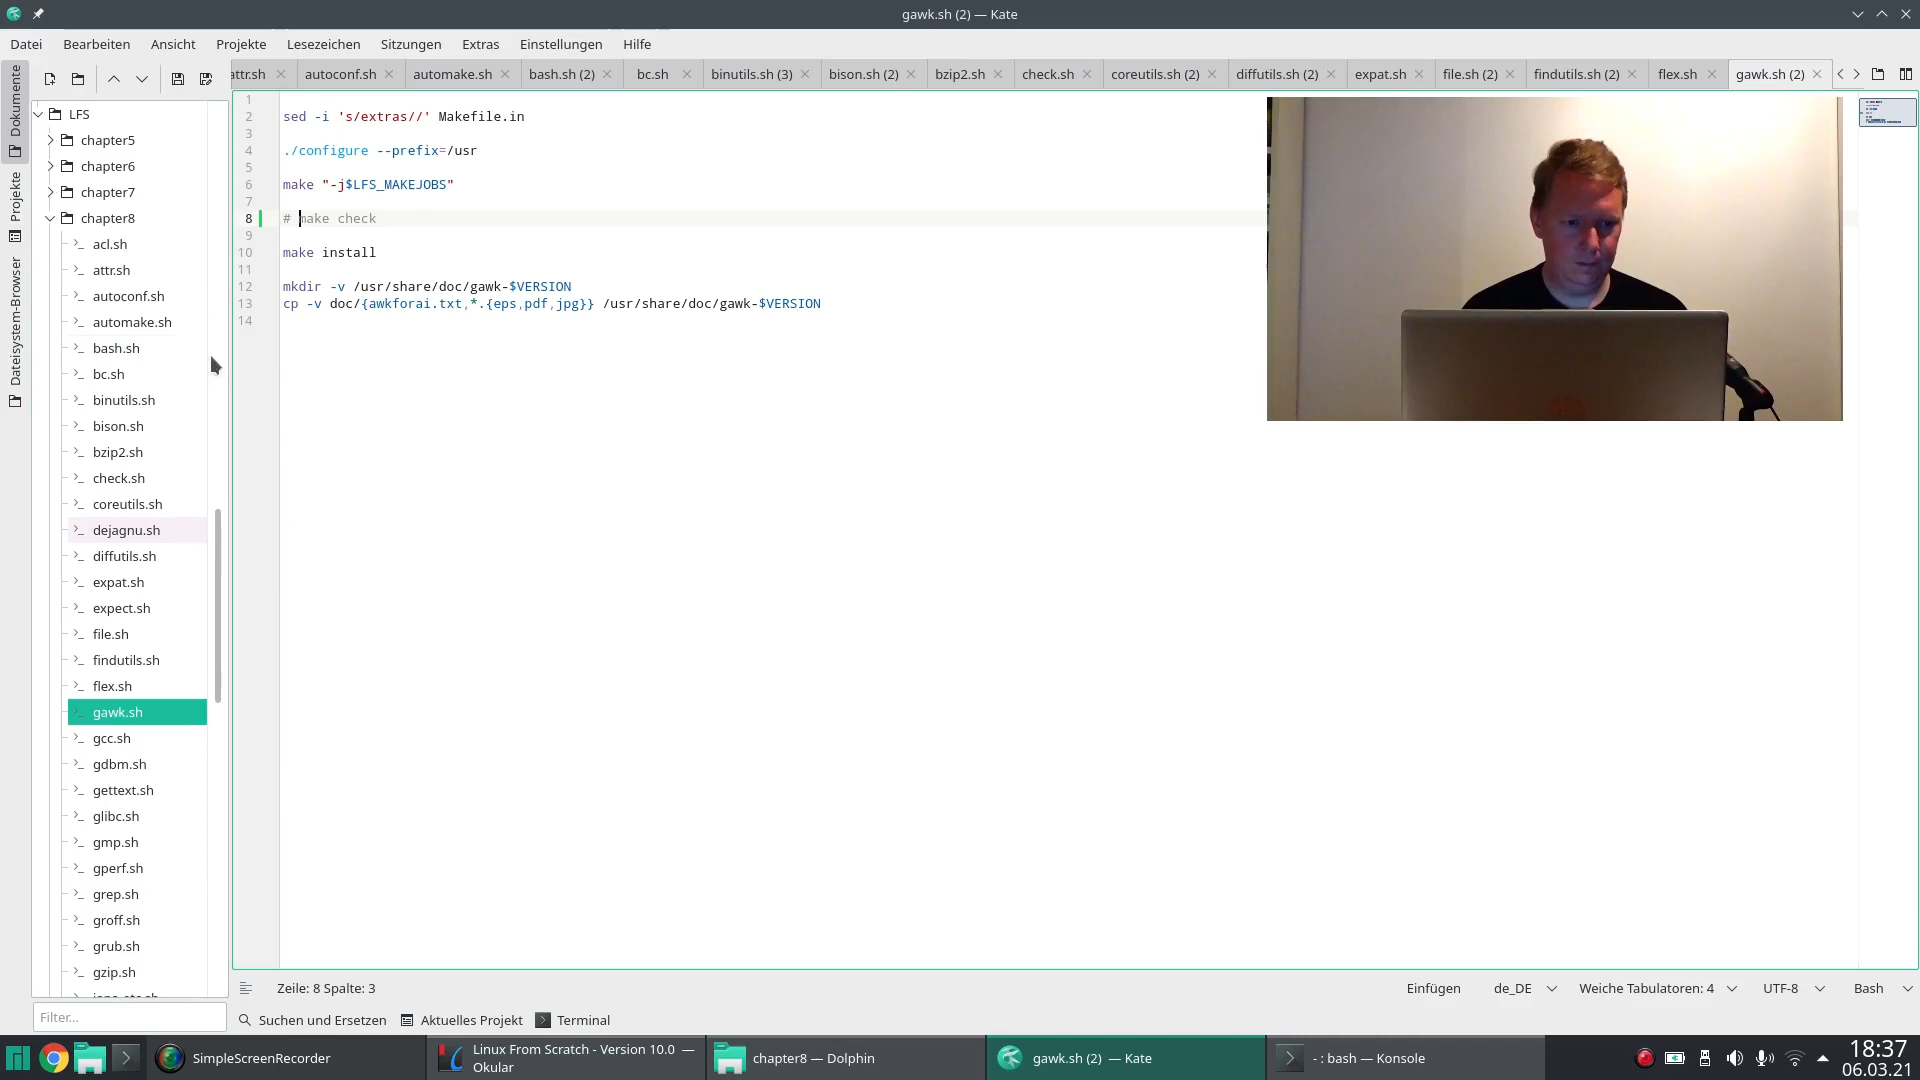 gawk.sh (2) — Kate
Datei Bearbeiten Ansicht Projekte Lesezeichen Sitzungen Extras Einstellungen Hilfe
attr.sh autoconf.sh automake.sh bash.sh (2) bc.sh binutils.sh (3) bison.sh (2) bzip2.sh check.sh coreutils.sh (2) diffutils.sh (2) expat.sh file.sh (2) findutils.sh (2) flex.sh gawk.sh (2)
Dokumente
Projekte
Dateisystem-Browser
LFS
chapter5
chapter6
chapter7
chapter8
acl.sh
attr.sh
autoconf.sh
automake.sh
bash.sh
bc.sh
binutils.sh
bison.sh
bzip2.sh
check.sh
coreutils.sh
dejagnu.sh
diffutils.sh
expat.sh
expect.sh
file.sh
findutils.sh
flex.sh
gawk.sh
gcc.sh
gdbm.sh
gettext.sh
glibc.sh
gmp.sh
gperf.sh
grep.sh
groff.sh
grub.sh
gzip.sh
Filter...
1
2 sed -i 's/extras//' Makefile.in
3
4 ./configure --prefix=/usr
5
6 make "-j$LFS_MAKEJOBS"
7
8 # make check
9
10 make install
11
12 mkdir -v /usr/share/doc/gawk-$VERSION
13 cp -v doc/{awkforai.txt,*.{eps,pdf,jpg}} /usr/share/doc/gawk-$VERSION
14
Zeile: 8 Spalte: 3 Einfügen de_DE Weiche Tabulatoren: 4 UTF-8 Bash
Suchen und Ersetzen Aktuelles Projekt Terminal
SimpleScreenRecorder
Linux From Scratch - Version 10.0 —
Okular
chapter8 — Dolphin
gawk.sh (2) — Kate
- : bash — Konsole
18:37
06.03.21